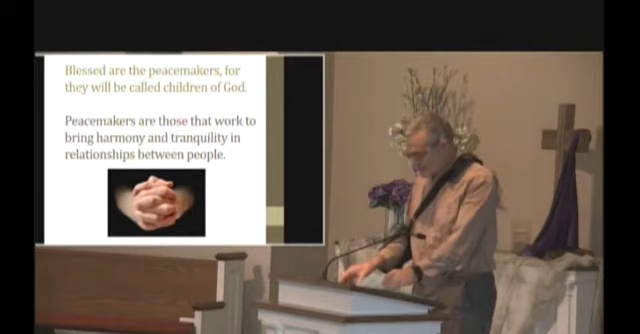 Blessed are the peacemakers, for
they will be called children of God.
Peacemakers are those that work to
bring harmony and tranquility in
relationships between people.